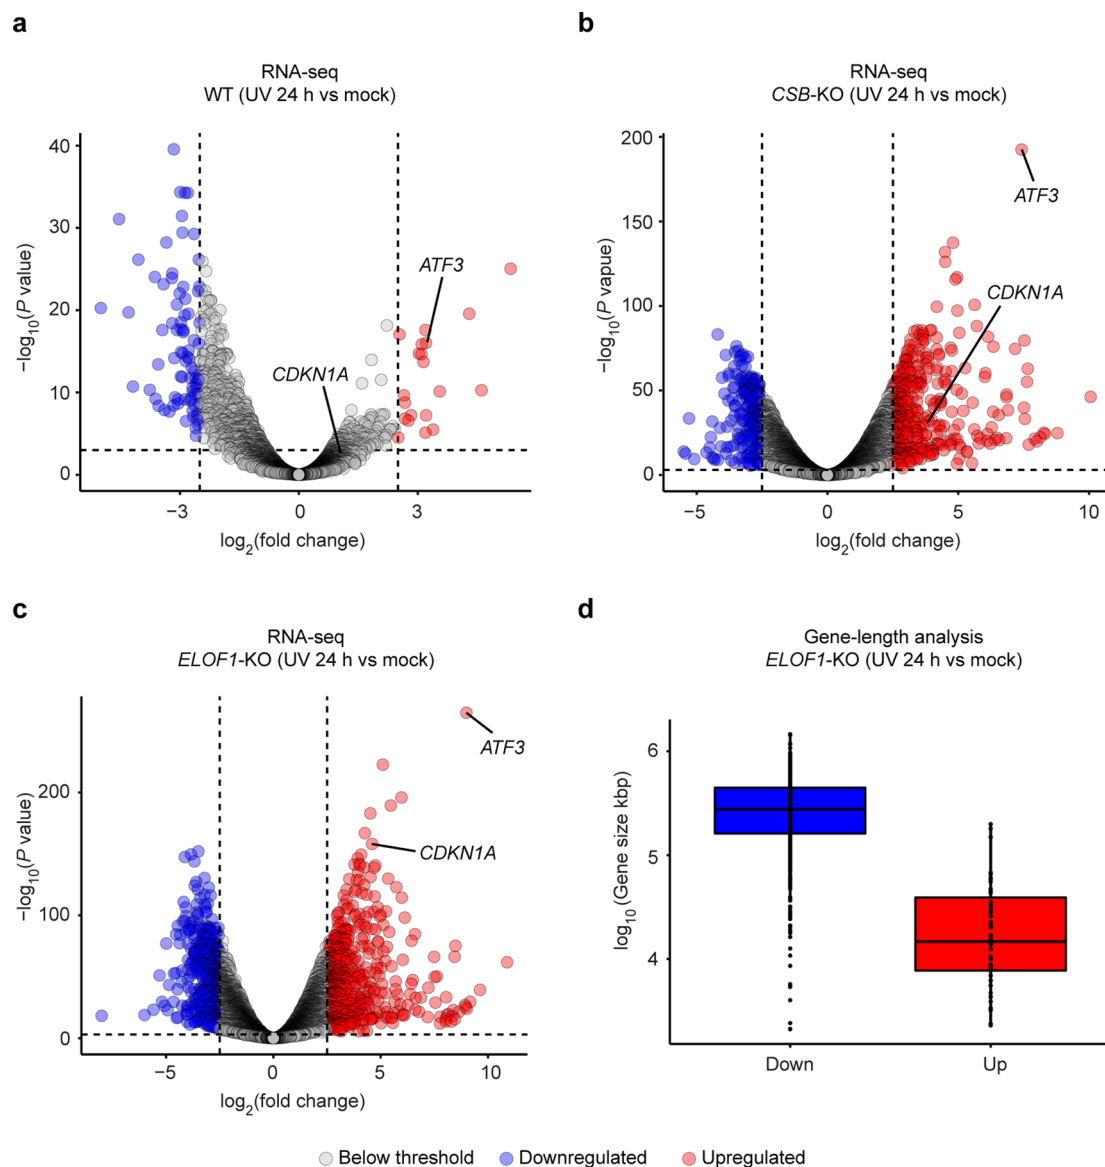 a
RNA-seq
WT (UV 24 h vs mock)
−log10(P value)
40
30
20
10
0
ATF3
CDKN1A
−3
0
3
log2(fold change)
b
RNA-seq
CSB-KO (UV 24 h vs mock)
−log10(P vapue)
200
150
100
50
0
ATF3
CDKN1A
−5
0
5
10
log2(fold change)
c
RNA-seq
ELOF1-KO (UV 24 h vs mock)
−log10(P value)
200
100
0
ATF3
CDKN1A
−5
0
5
10
log2(fold change)
d
Gene-length analysis
ELOF1-KO (UV 24 h vs mock)
log10(Gene size kbp)
6
5
4
Down
Up
Below threshold
Downregulated
Upregulated